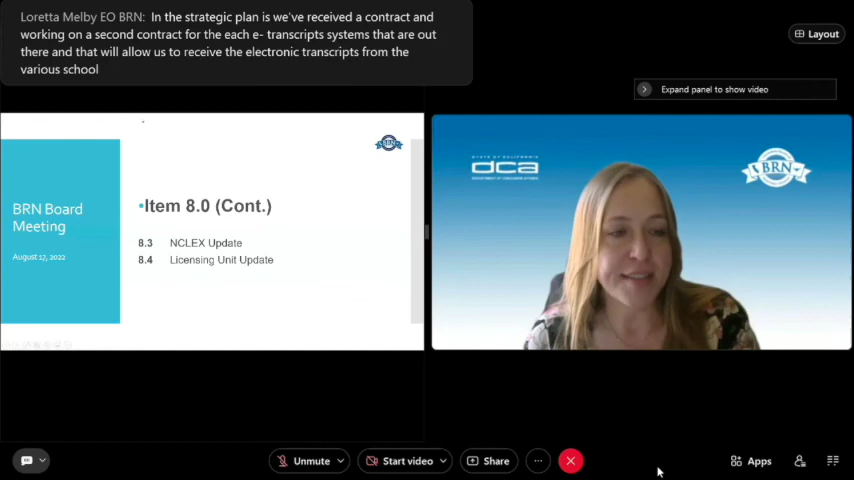 Loretta Melby EO BRN: In the strategic plan is we've received a contract and
working on a second contract for the each e- transcripts systems that are out
there and that will allow us to receive the electronic transcripts from the
various school
Layout
Expand panel to show video
BRN
BRN Board
Meeting
August 17, 2022
•Item 8.0 (Cont.)
8.3 NCLEX Update
8.4 Licensing Unit Update
STATE OF CALIFORNIA
dca
DEPARTMENT OF CONSUMER AFFAIRS
BRN
Unmute
Start video
Share
Apps